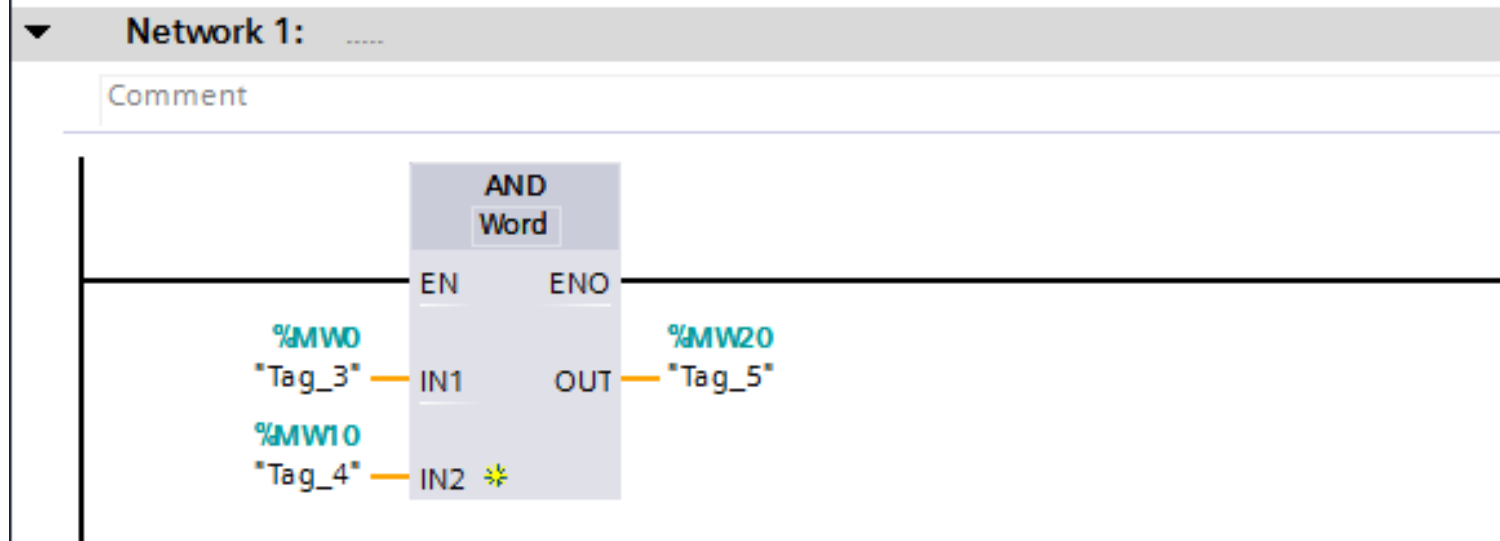 Network 1: .....
Comment
AND
Word
EN ENO
%MW0 %MW20
"Tag_3" IN1 OUT "Tag_5"
%MW10
"Tag_4" IN2